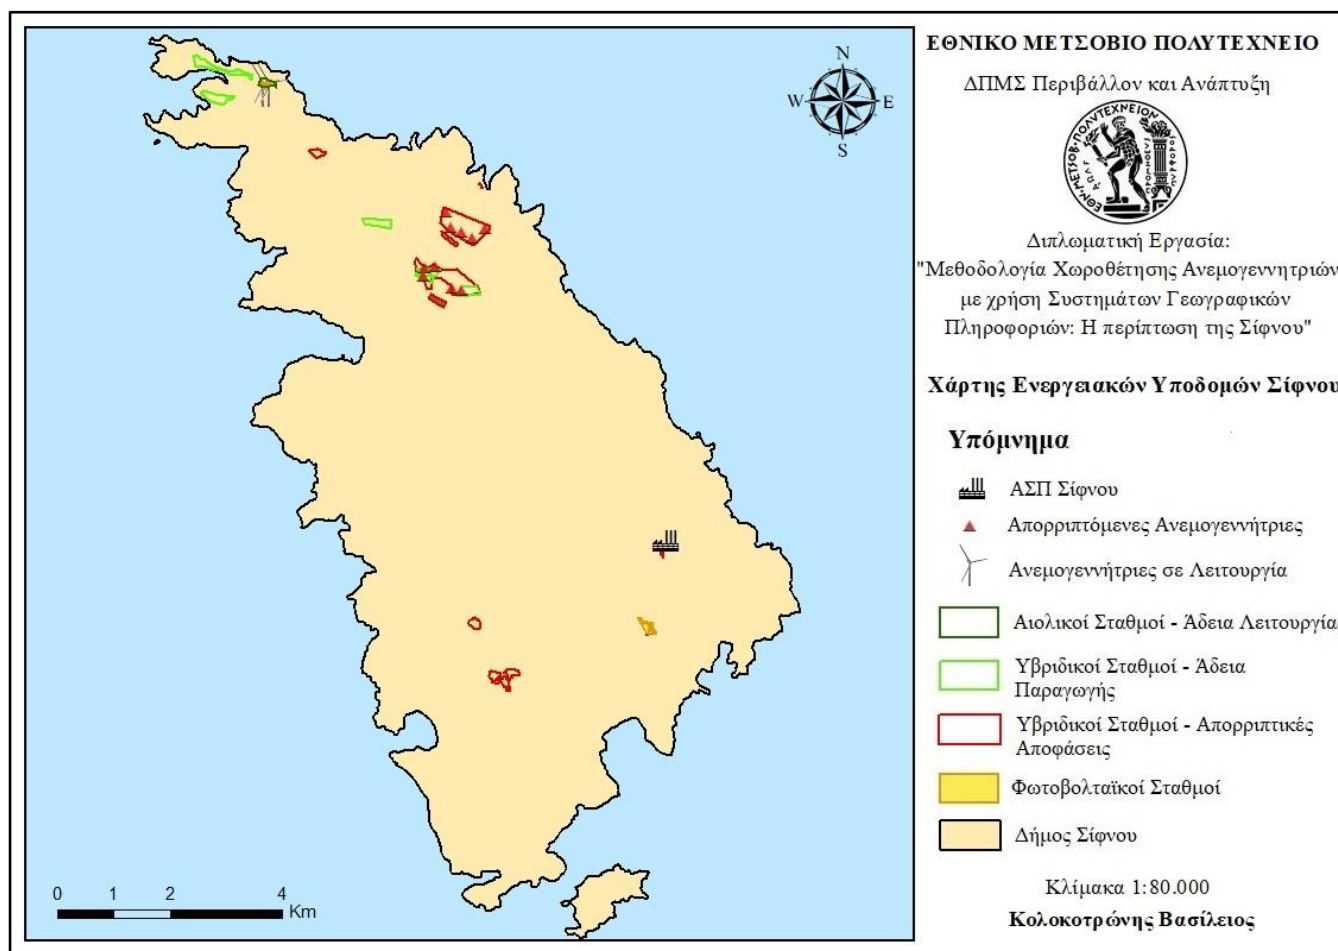 ΕΘΝΙΚΟ ΜΕΤΣΟΒΙΟ ΠΟΛΥΤΕΧΝΕΙΟ
ΔΠΜΣ Περιβάλλον και Ανάπτυξη
Διπλωματική Εργασία:
"Μεθοδολογία Χωροθέτησης Ανεμογεννητριών
με χρήση Συστημάτων Γεωγραφικών
Πληροφοριών: Η περίπτωση της Σίφνου"
Χάρτης Ενεργειακών Υποδομών Σίφνου
Υπόμνημα
ΑΣΠ Σίφνου
Απορριπτόμενες Ανεμογεννήτριες
Ανεμογεννήτριες σε Λειτουργία
Αιολικοί Σταθμοί - Άδεια Λειτουργία
Υβριδικοί Σταθμοί - Άδεια
Παραγωγής
Υβριδικοί Σταθμοί - Απορριπτικές
Αποφάσεις
Φωτοβολταϊκοί Σταθμοί
Δήμος Σίφνου
Κλίμακα 1:80.000
Κολοκοτρώνης Βασίλειος
N
W E
S
0 1 2 4
Km